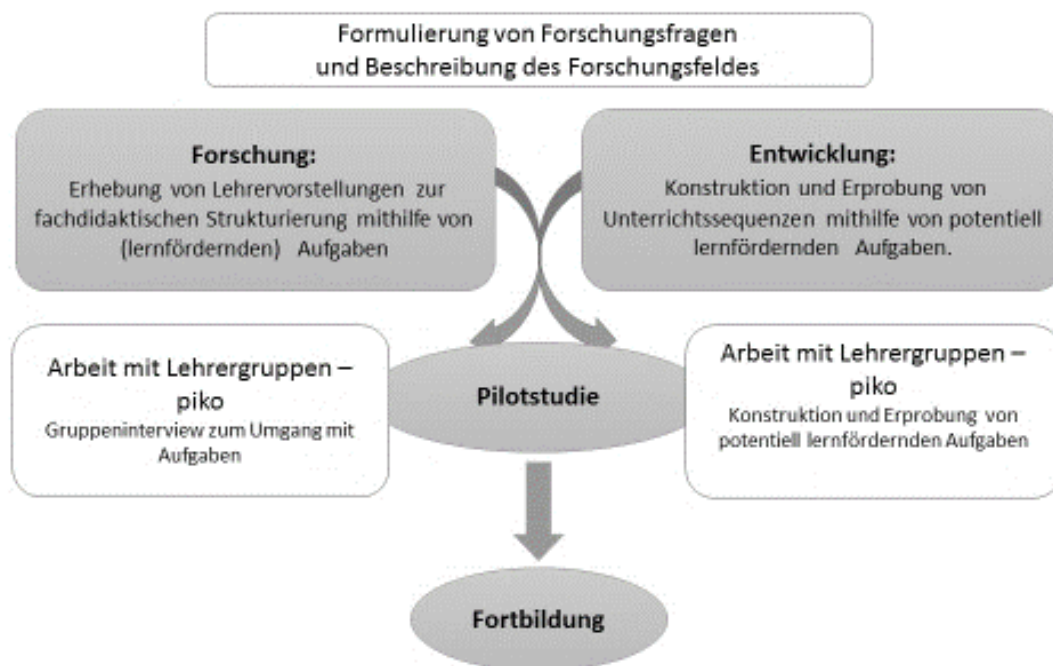 Formulierung von Forschungsfragen
und Beschreibung des Forschungsfeldes
Forschung:
Erhebung von Lehrervorstellungen zur
fachdidaktischen Strukturierung mithilfe von
(lernfördernden) Aufgaben
Entwicklung:
Konstruktion und Erprobung von
Unterrichtssequenzen mithilfe von potentiell
lernfördernden Aufgaben.
Arbeit mit Lehrergruppen –
piko
Gruppeninterview zum Umgang mit
Aufgaben
Pilotstudie
Arbeit mit Lehrergruppen –
piko
Konstruktion und Erprobung von
potentiell lernfördernden Aufgaben
Fortbildung